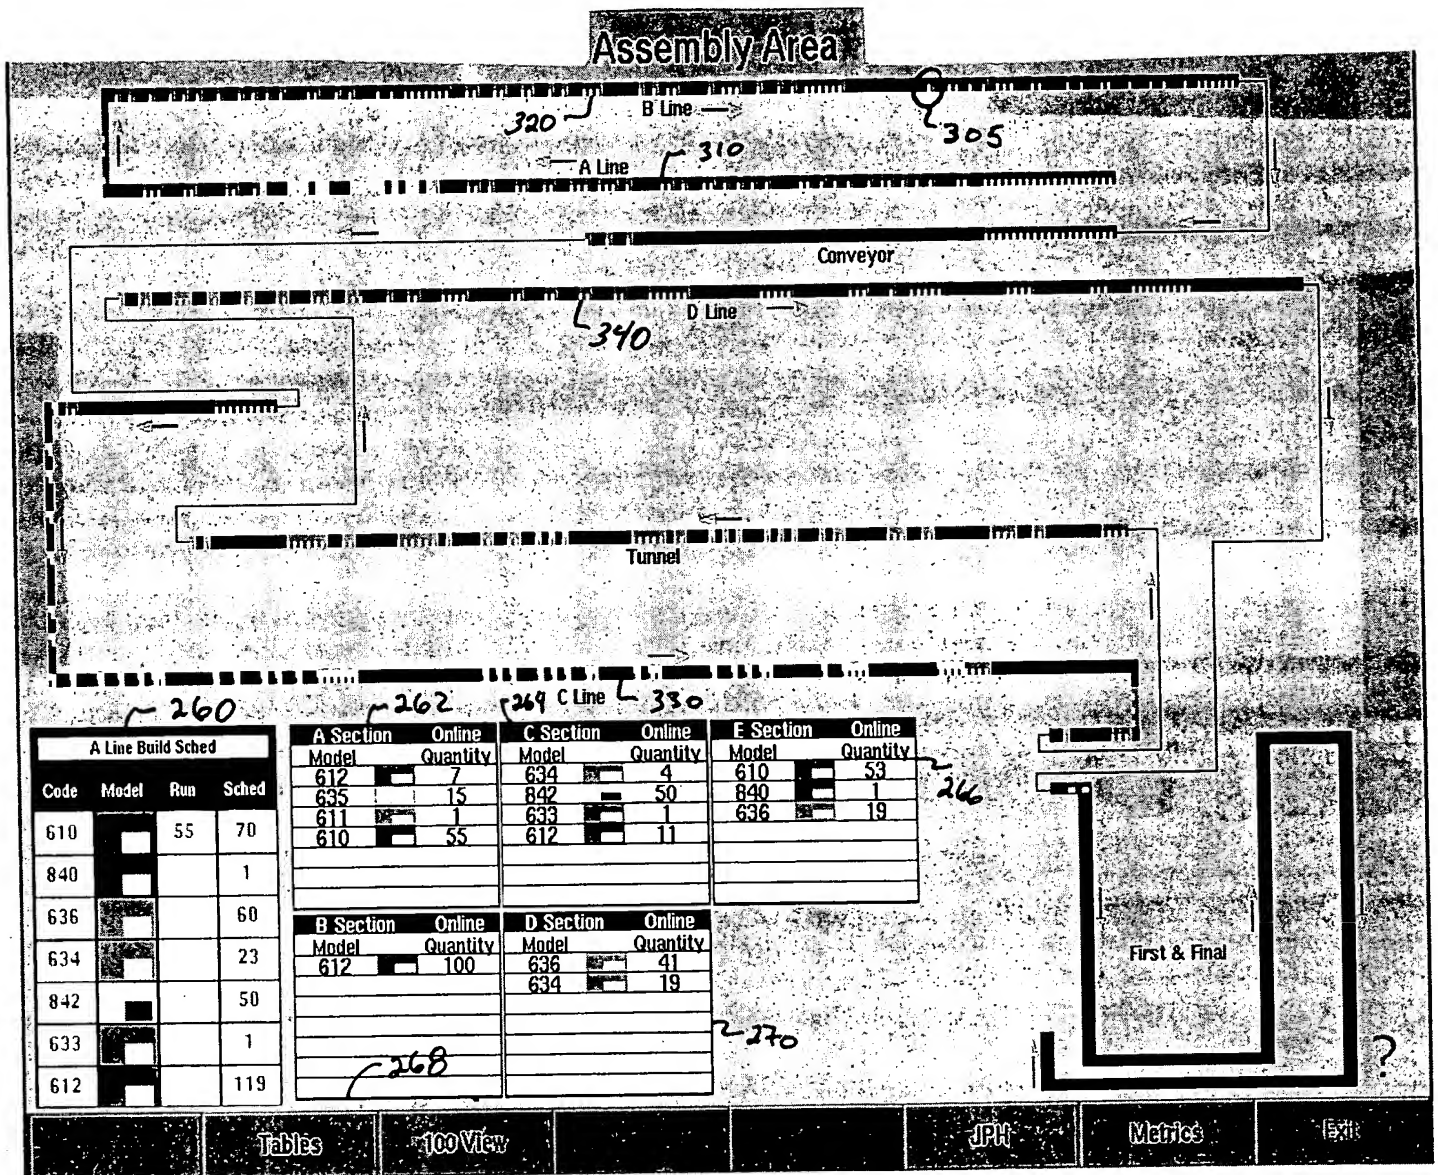 Assembly Area
320
B Line
305
A Line
310
Conveyor
D Line
340
Tunnel
C Line
330
260
262
264
A Line Build Sched
Code Model Run Sched
610 55 70
840 1
636 60
634 23
842 50
633 1
612 119
A Section Online
Model Quantity
612 7
635 15
611 1
610 55
C Section Online
Model Quantity
634 4
842 50
633 1
612 11
E Section Online
Model Quantity
610 53
840 1
636 19
266
B Section Online
Model Quantity
612 100
268
D Section Online
Model Quantity
636 41
634 19
270
First & Final
?
Tables 100 View JPH Metrics Exit